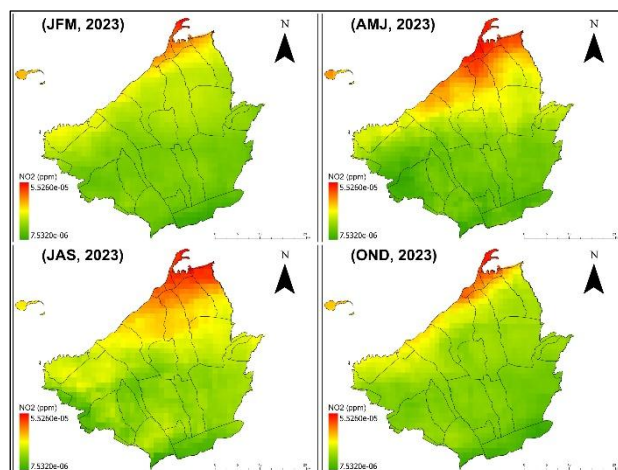 (JFM, 2023)
N
NO2 (ppm)
5.5260e-05
7.5320e-06
(AMJ, 2023)
N
NO2 (ppm)
5.5260e-05
7.5320e-06
(JAS, 2023)
N
NO2 (ppm)
5.5260e-05
7.5320e-06
(OND, 2023)
N
NO2 (ppm)
5.5260e-05
7.5320e-06